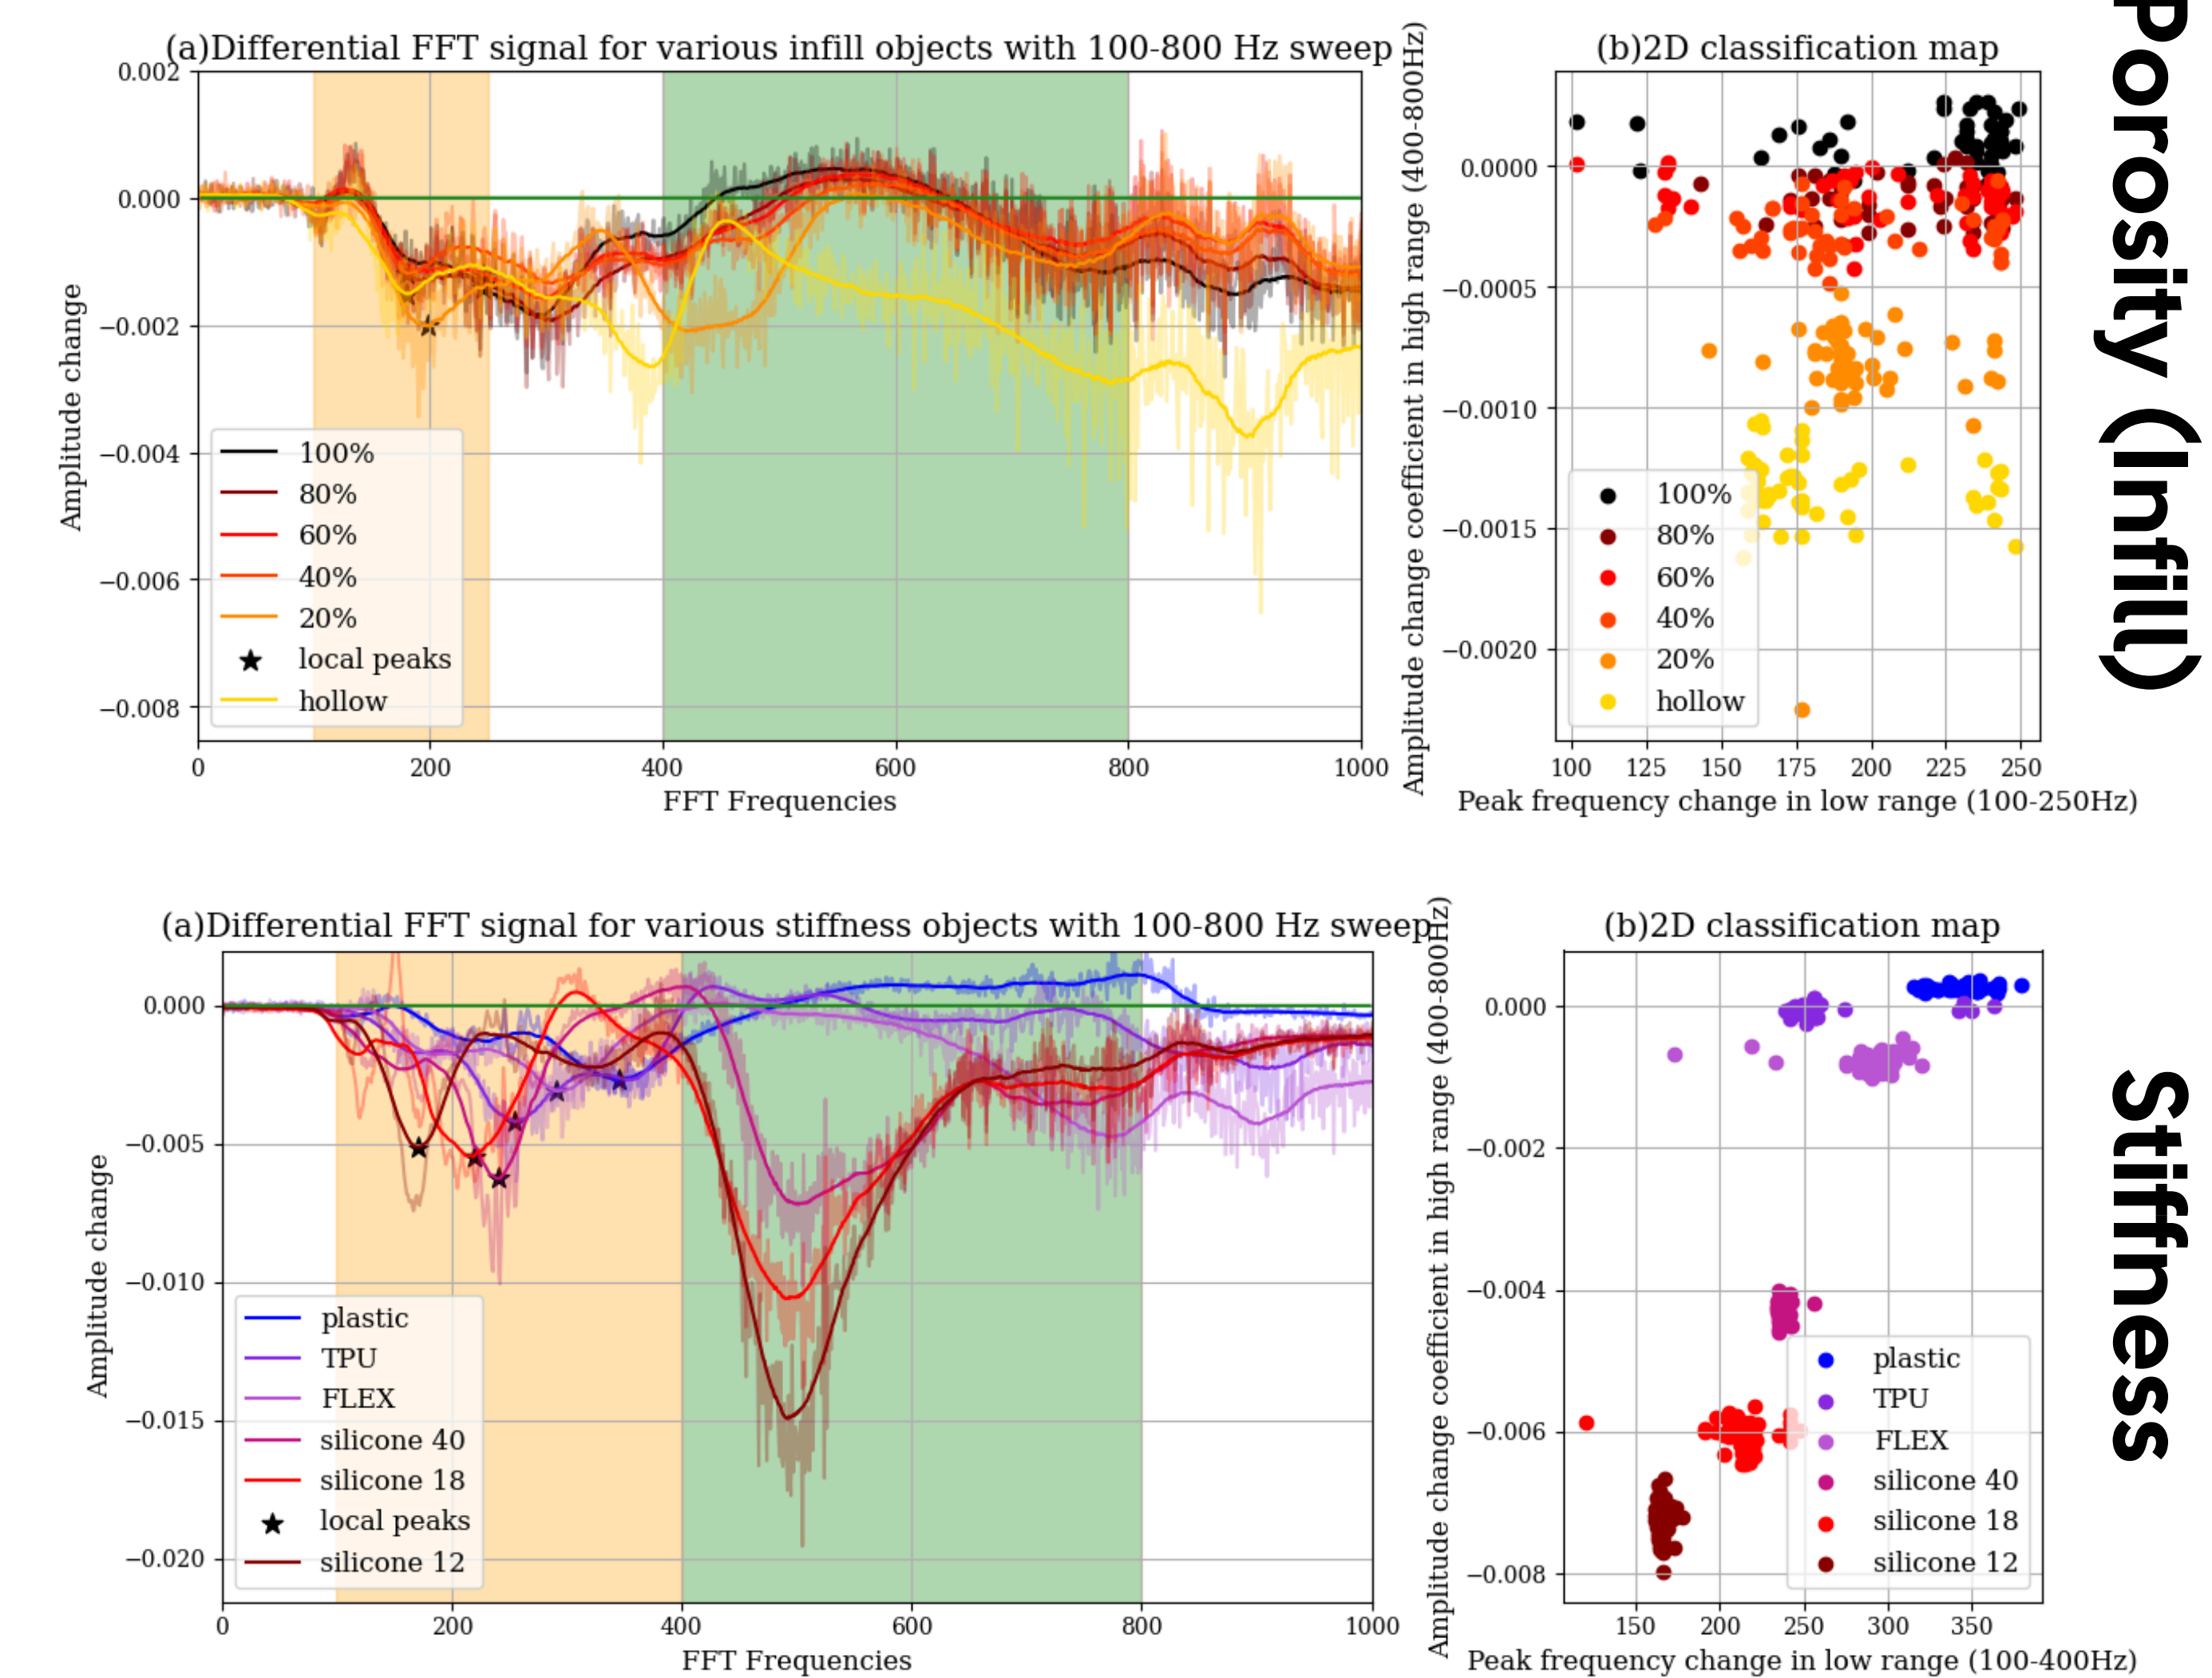 (a)Differential FFT signal for various infill objects with 100-800 Hz sweep
0.002
0.000
−0.002
−0.004
−0.006
−0.008
Amplitude change
100%
80%
60%
40%
20%
local peaks
hollow
0 200 400 600 800 1000
FFT Frequencies
(b)2D classification map
Amplitude change coefficient in high range (400-800Hz)
0.0000
−0.0005
−0.0010
−0.0015
−0.0020
100%
80%
60%
40%
20%
hollow
100 125 150 175 200 225 250
Peak frequency change in low range (100-250Hz)
Porosity (Infill)
(a)Differential FFT signal for various stiffness objects with 100-800 Hz sweep
0.000
−0.005
−0.010
−0.015
−0.020
Amplitude change
plastic
TPU
FLEX
silicone 40
silicone 18
local peaks
silicone 12
0 200 400 600 800 1000
FFT Frequencies
(b)2D classification map
Amplitude change coefficient in high range (400-800Hz)
0.000
−0.002
−0.004
−0.006
−0.008
plastic
TPU
FLEX
silicone 40
silicone 18
silicone 12
150 200 250 300 350
Peak frequency change in low range (100-400Hz)
Stiffness